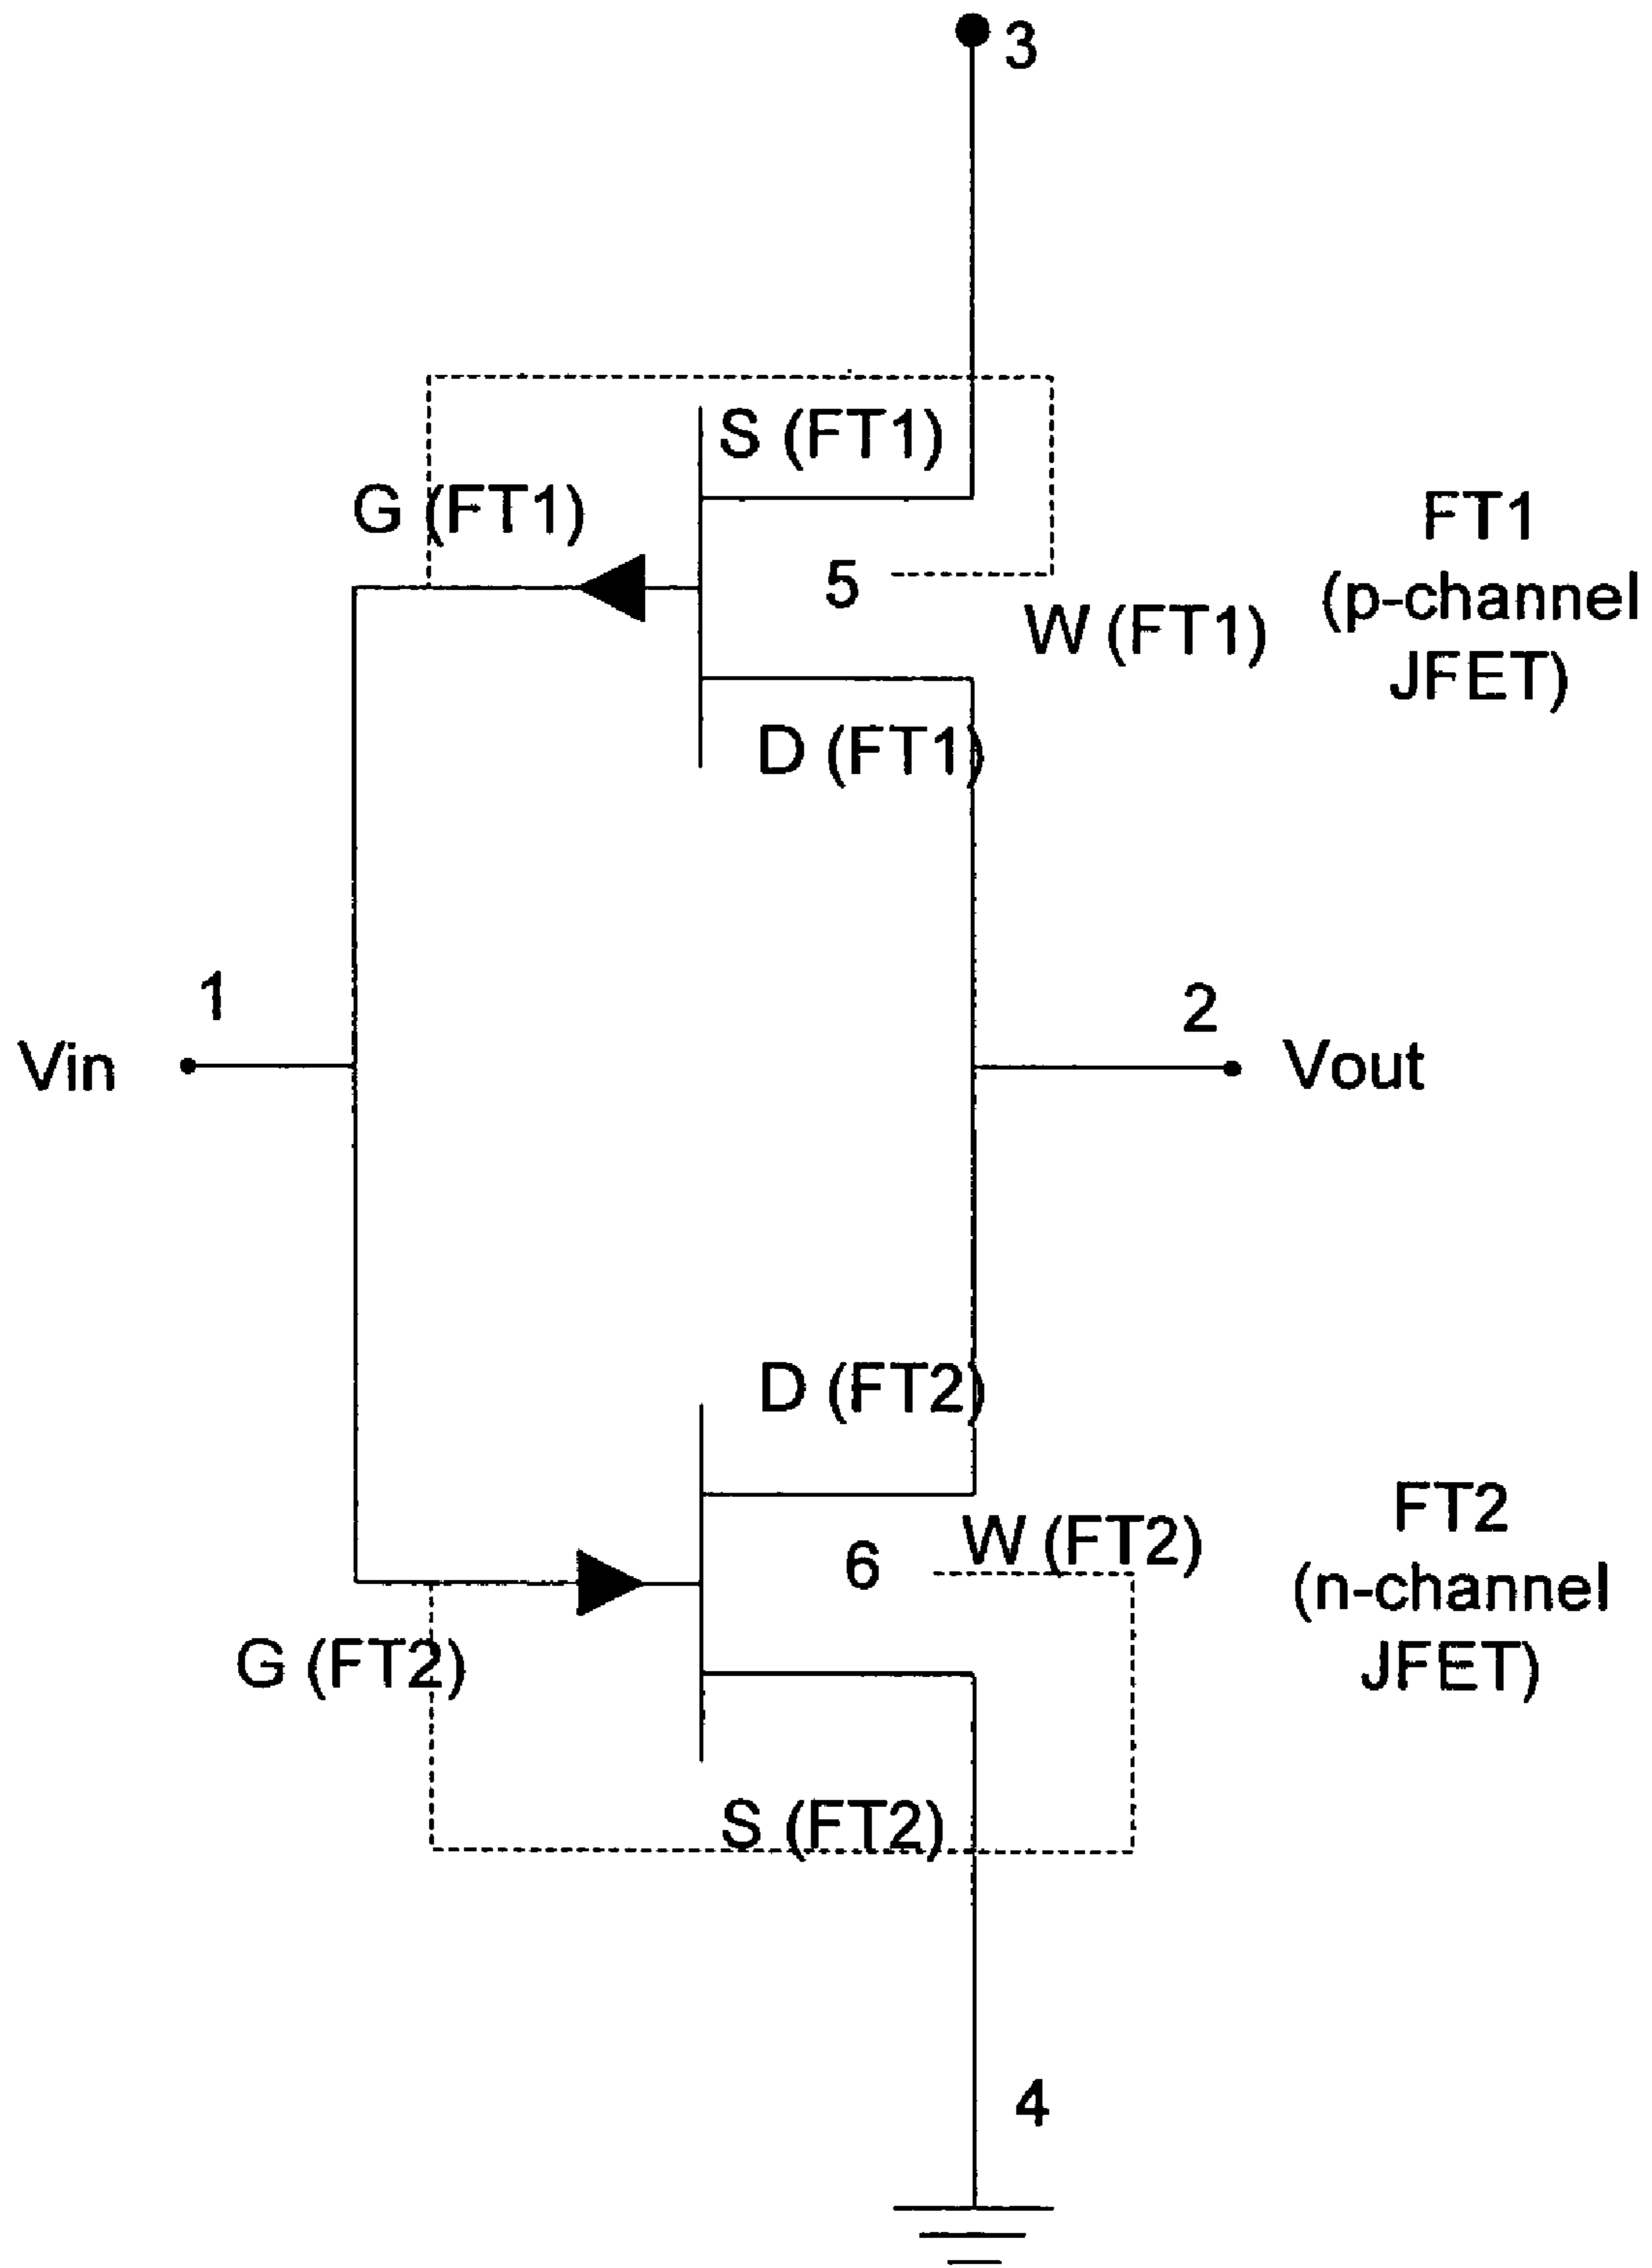 3
S (FT1)
G (FT1)
FT1
(p-channel
JFET)
5
W (FT1)
D (FT1)
1
Vin
2
Vout
D (FT2)
FT2
(n-channel
JFET)
W (FT2)
6
G (FT2)
S (FT2)
4